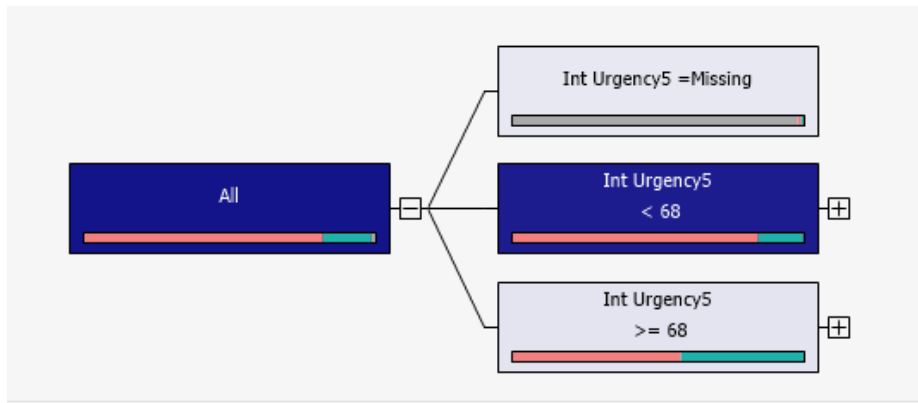 All
Int Urgency5 =Missing
Int Urgency5
< 68
Int Urgency5
>= 68